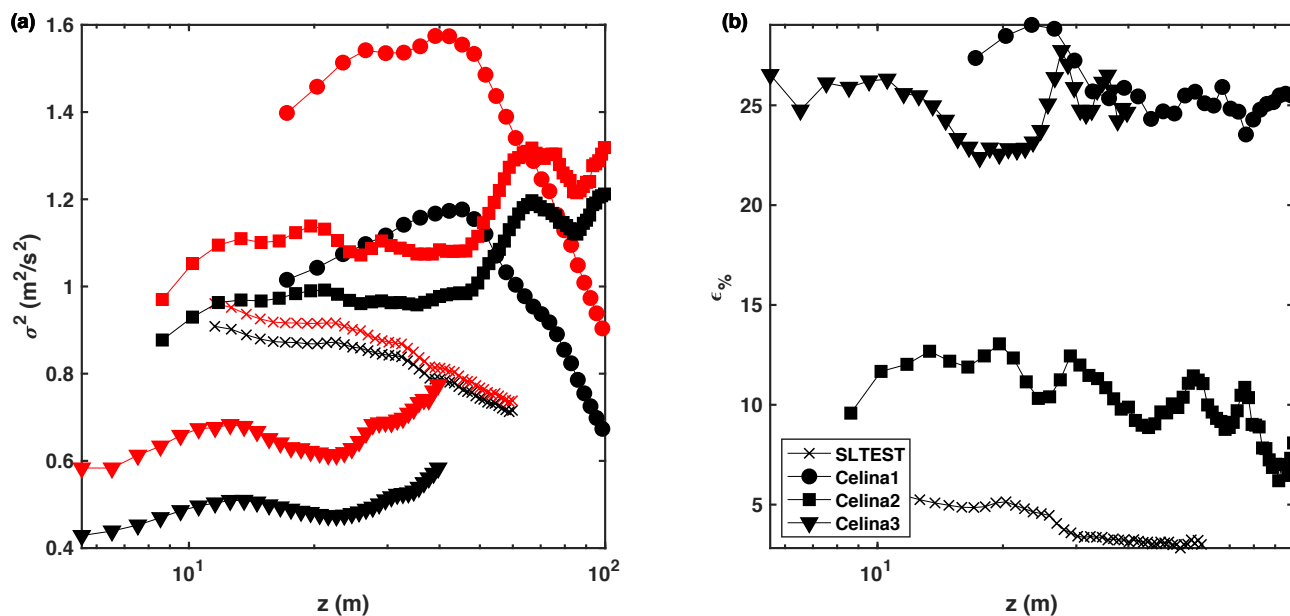 (a)
1.6
1.4
1.2
1
0.8
0.6
0.4
σ² (m²/s²)
10¹
10²
z (m)
(b)
25
20
15
10
5
ϵ%
SLTEST
Celina1
Celina2
Celina3
10¹
z (m)